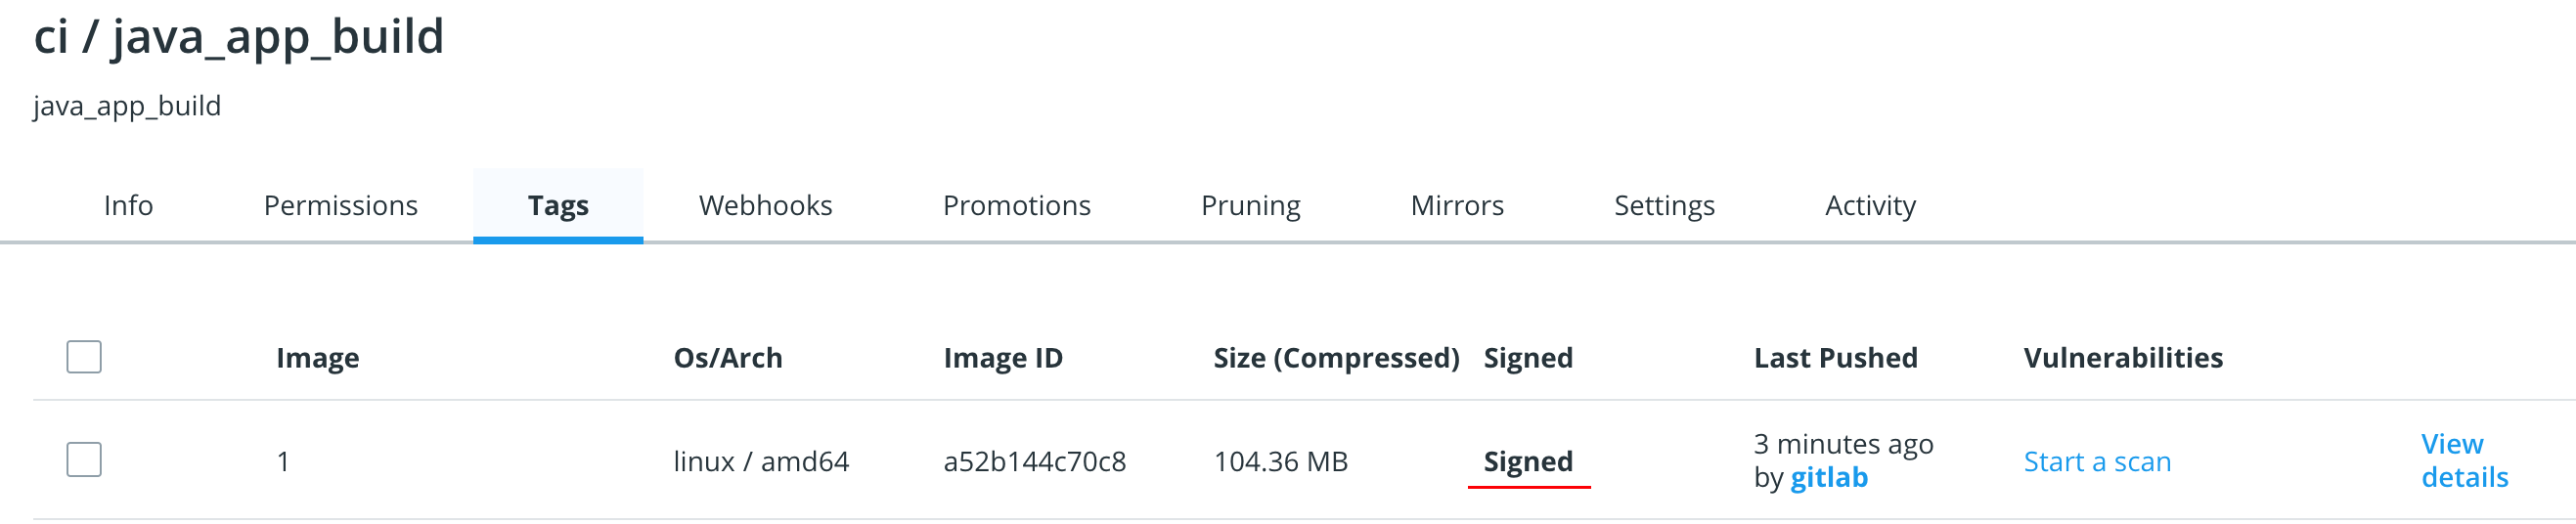 ci / java_app_build
java_app_build
Info Permissions Tags Webhooks Promotions Pruning Mirrors Settings Activity
Image Os/Arch Image ID Size (Compressed) Signed Last Pushed Vulnerabilities
1 linux / amd64 a52b144c70c8 104.36 MB Signed 3 minutes ago by gitlab Start a scan View details